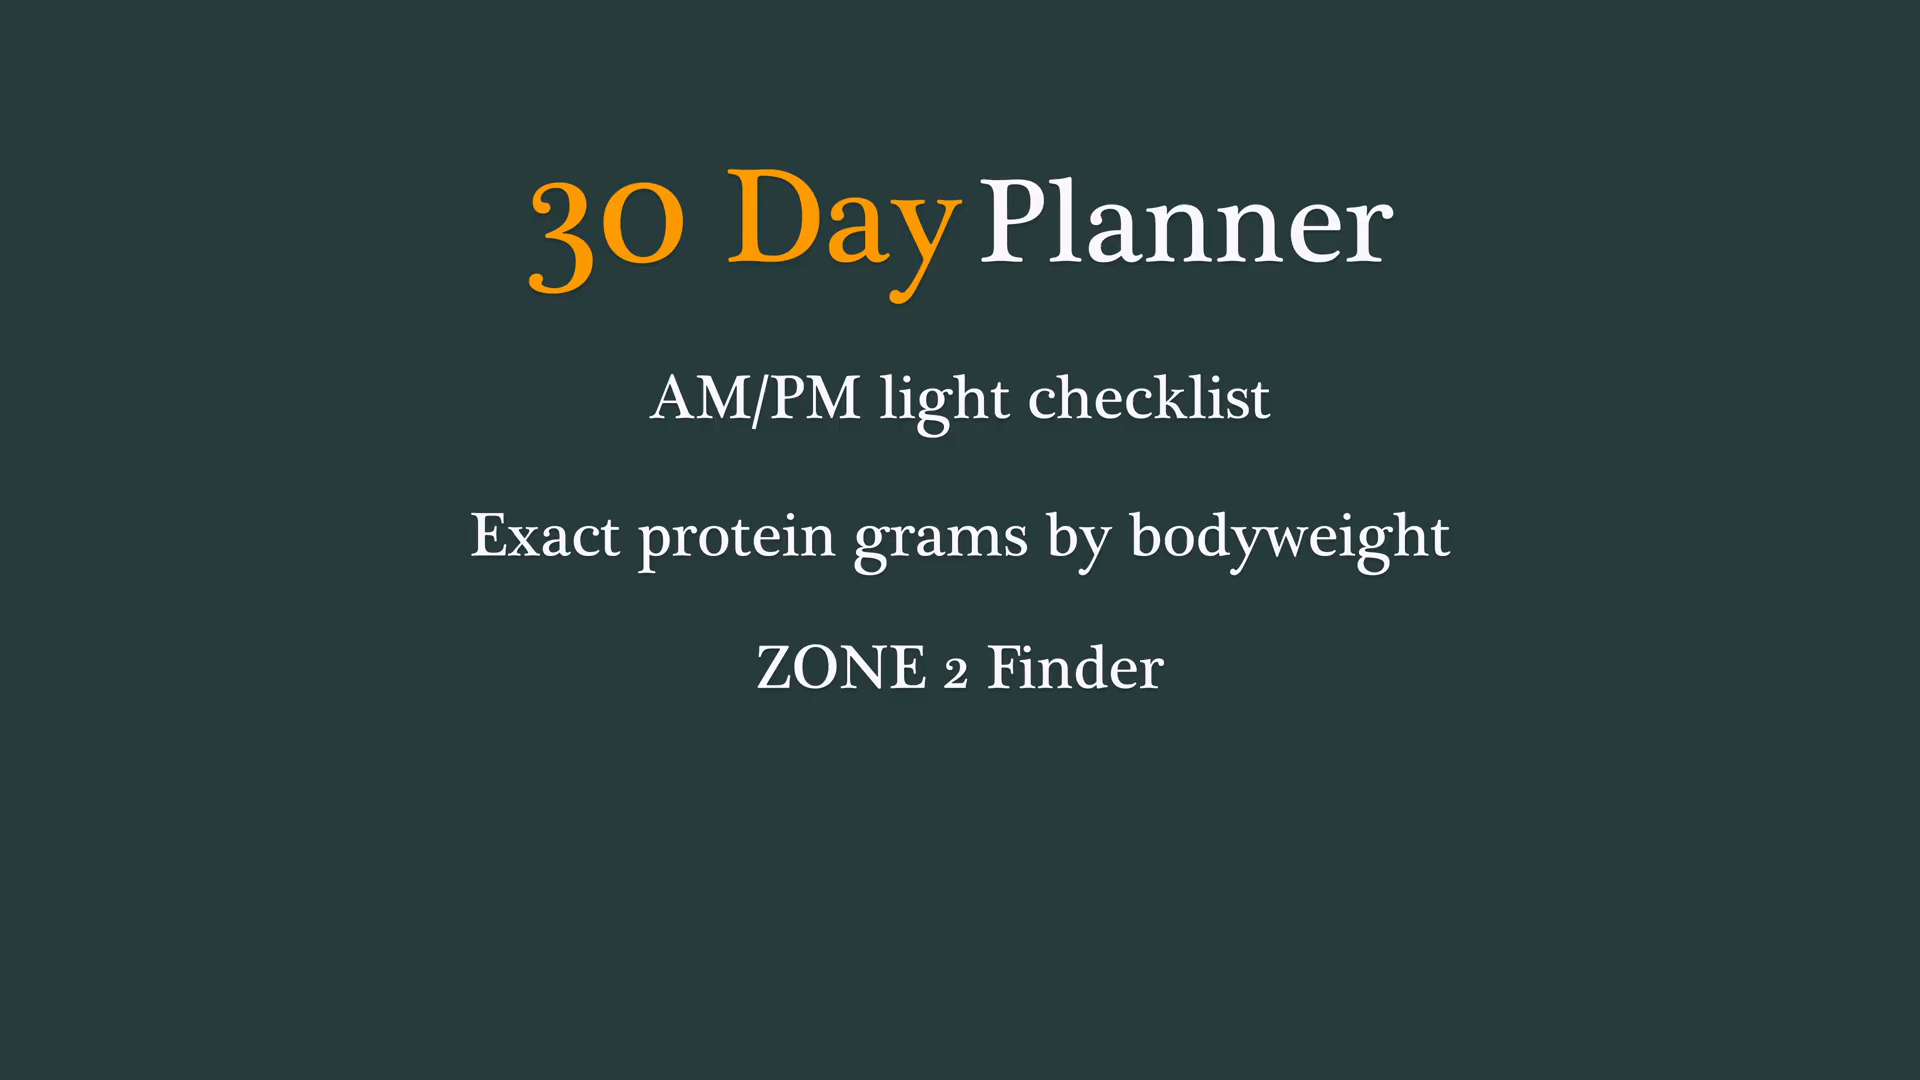 30 Day Planner
AM/PM light checklist
Exact protein grams by bodyweight
ZONE 2 Finder